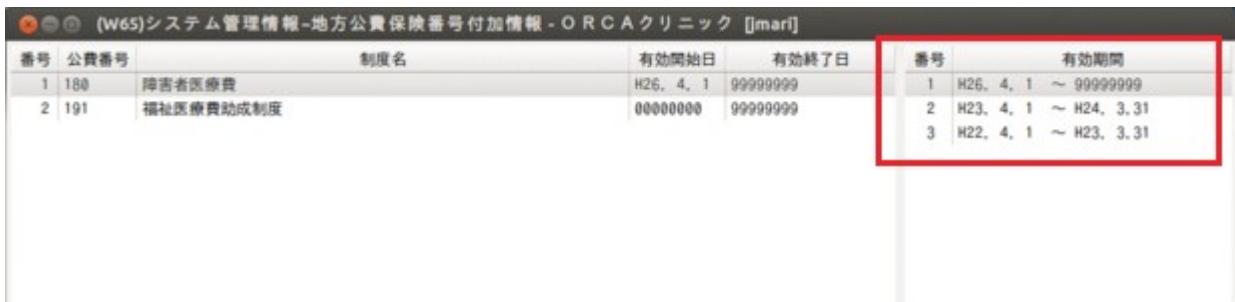 (W65)システム管理情報-地方公費保険番号付加情報 - ＯＲＣＡクリニック [jmari]
番号 公費番号 制度名 有効開始日 有効終了日
1 180 障害者医療費 H26. 4. 1 99999999
2 191 福祉医療費助成制度 00000000 99999999
番号 有効期間
1 H26. 4. 1 ～ 99999999
2 H23. 4. 1 ～ H24. 3.31
3 H22. 4. 1 ～ H23. 3.31